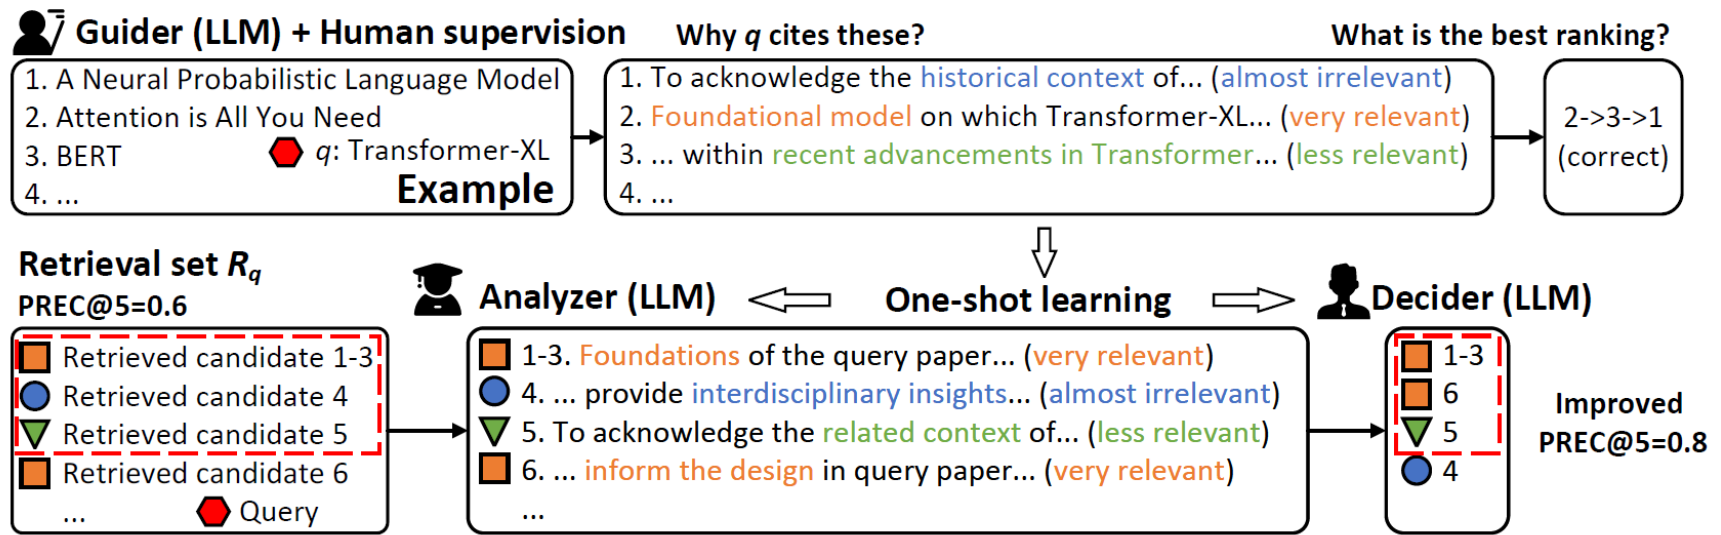 Guider (LLM) + Human supervision
Why q cites these?
What is the best ranking?
1. A Neural Probabilistic Language Model
2. Attention is All You Need
3. BERT
q: Transformer-XL
4. ...
Example
1. To acknowledge the historical context of... (almost irrelevant)
2. Foundational model on which Transformer-XL... (very relevant)
3. ... within recent advancements in Transformer... (less relevant)
4. ...
2->3->1
(correct)
Retrieval set Rq
PREC@5=0.6
Analyzer (LLM)
One-shot learning
Decider (LLM)
Retrieved candidate 1-3
Retrieved candidate 4
Retrieved candidate 5
Retrieved candidate 6
...
Query
1-3. Foundations of the query paper... (very relevant)
4. ... provide interdisciplinary insights... (almost irrelevant)
5. To acknowledge the related context of... (less relevant)
6. ... inform the design in query paper... (very relevant)
...
1-3
6
5
4
Improved
PREC@5=0.8